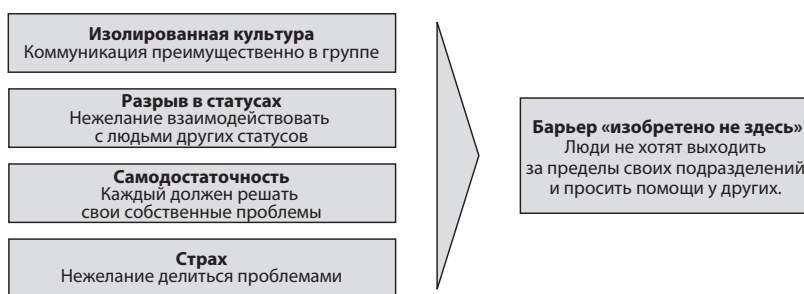 Изолированная культура
Коммуникация преимущественно в группе
Разрыв в статусах
Нежелание взаимодействовать
с людьми других статусов
Самодостаточность
Каждый должен решать
свои собственные проблемы
Страх
Нежелание делиться проблемами
Барьер «изобретено не здесь»
Люди не хотят выходить
за пределы своих подразделений
и просить помощи у других.